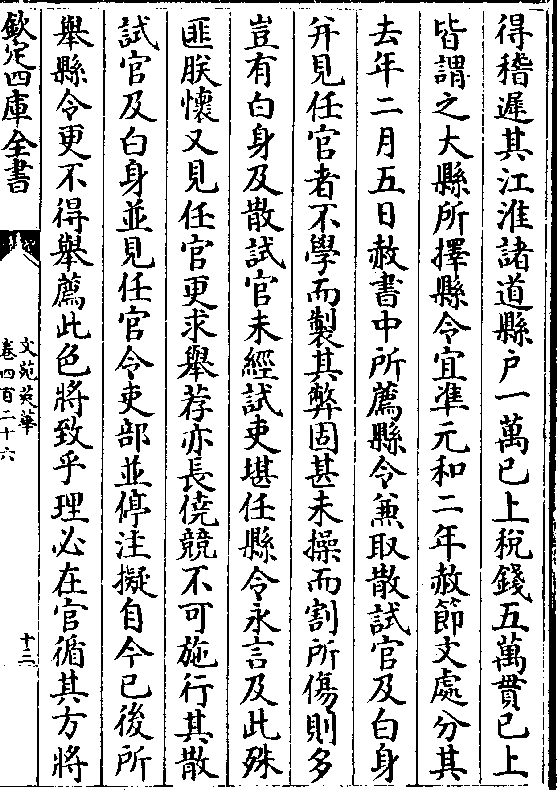 得稽遲其江淮諸道縣户一萬已上税錢五萬貫已上
皆謂之大縣所擇縣令宜準元和二年赦節文處分其
去年二月五日赦書中所薦縣令兼取散試官及白身
并見任官者不學而製其弊固甚未操而割所傷則多
豈有白身及散試官未經試吏堪任縣令永言及此殊
匪朕懷又見任官更求舉荐亦長僥競不可施行其散
試官及白身並見任官令吏部並停注擬自今已後所
舉縣令更不得舉薦此色將致乎理必在官循其方將
欽定四庫全書
文苑英華
卷四百二十六
十二